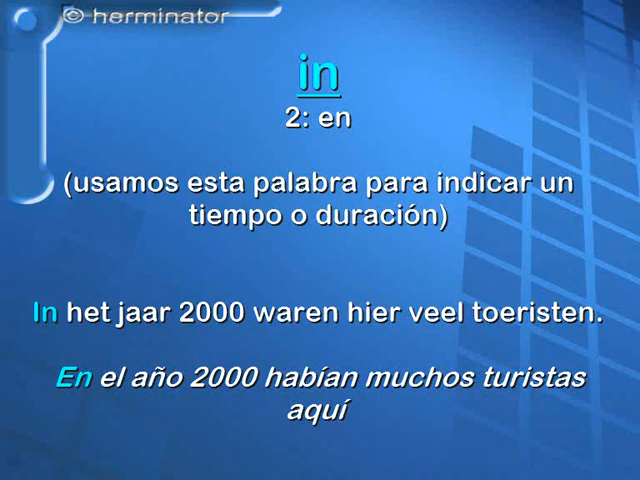 © herminator
in
2: en
(usamos esta palabra para indicar un
tiempo o duración)
In het jaar 2000 waren hier veel toeristen.
En el año 2000 habían muchos turistas
aquí